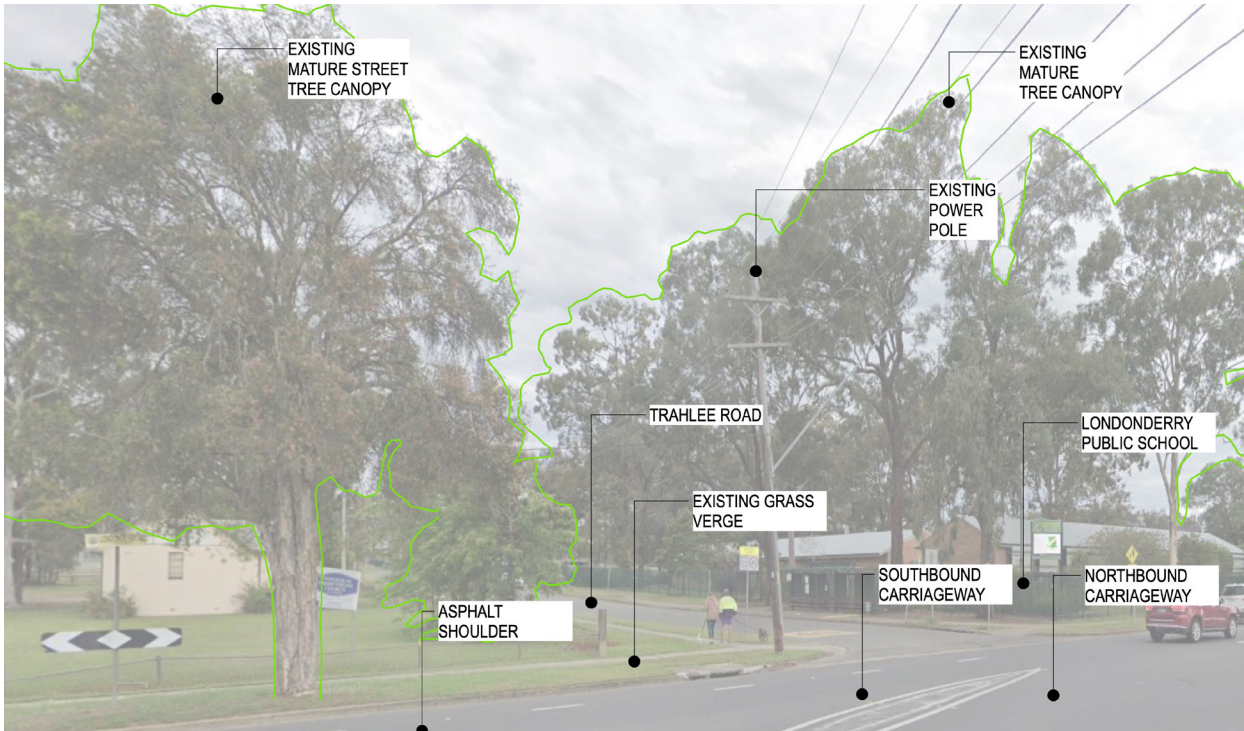 EXISTING
MATURE STREET
TREE CANOPY
EXISTING
MATURE
TREE CANOPY
EXISTING
POWER
POLE
TRAHLEE ROAD
LONDONDERRY
PUBLIC SCHOOL
EXISTING GRASS
VERGE
SOUTHBOUND
CARRIAGEWAY
NORTHBOUND
CARRIAGEWAY
ASPHALT
SHOULDER